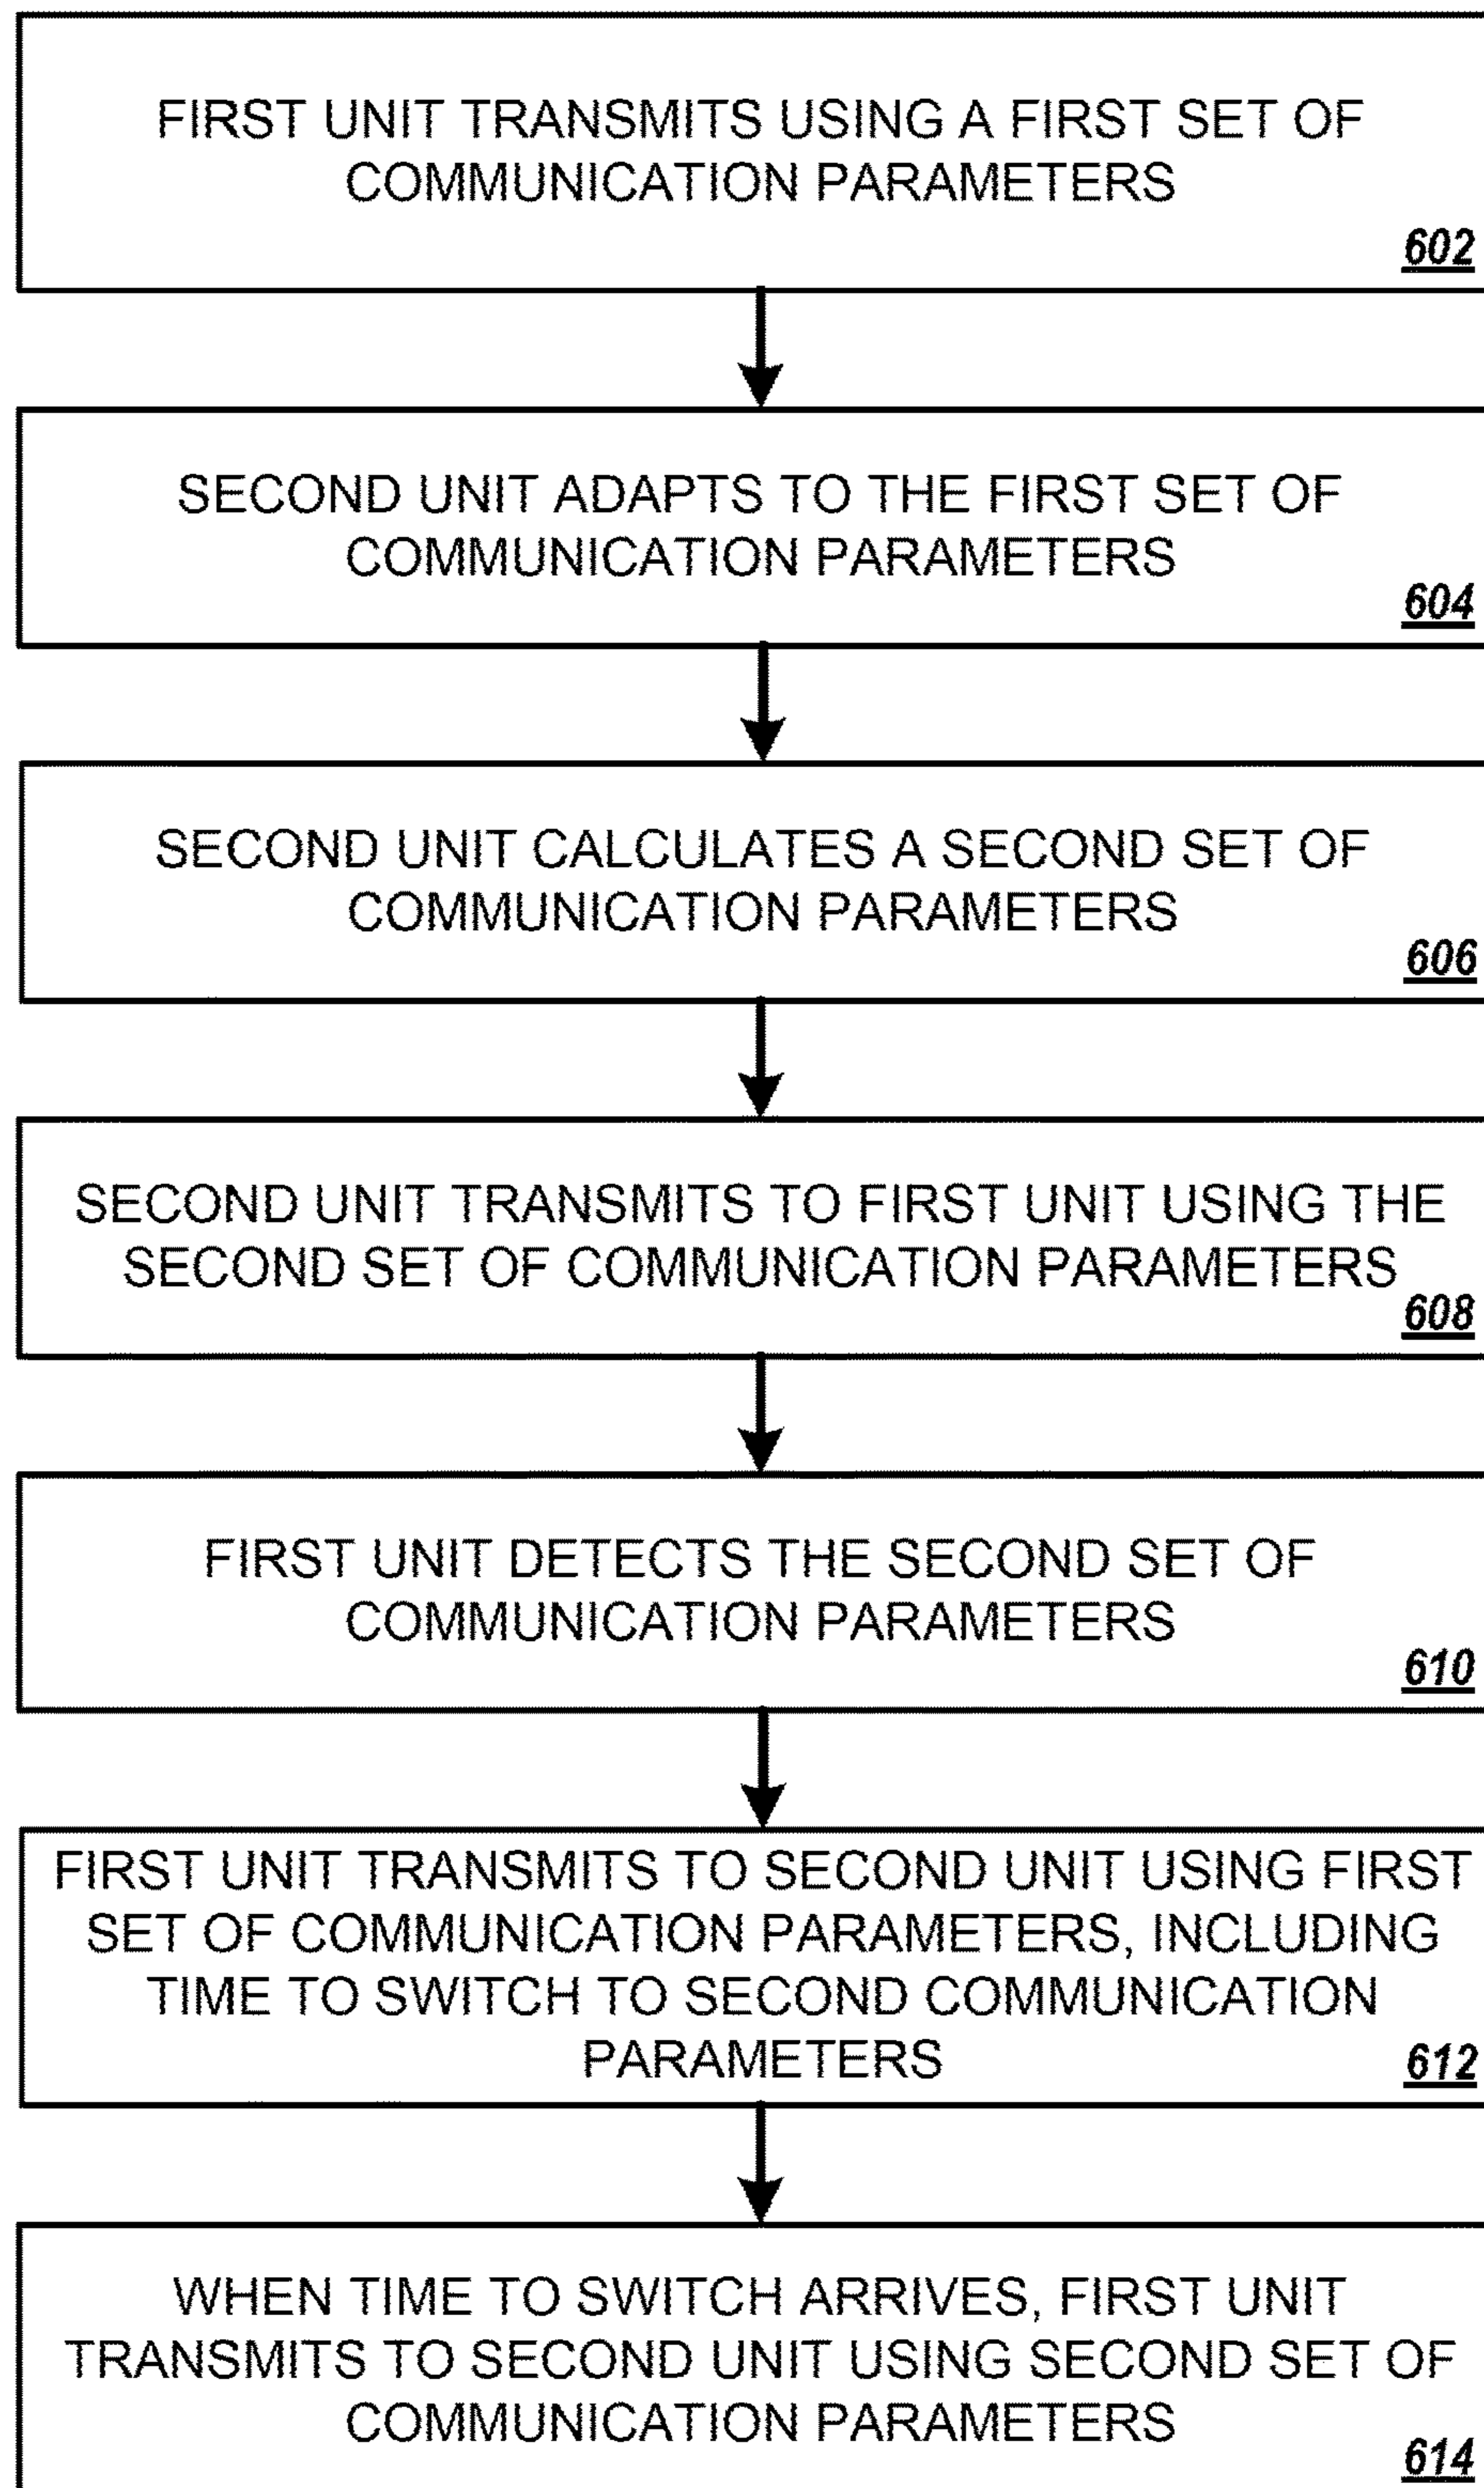 FIRST UNIT TRANSMITS USING A FIRST SET OF
COMMUNICATION PARAMETERS
602
SECOND UNIT ADAPTS TO THE FIRST SET OF
COMMUNICATION PARAMETERS
604
SECOND UNIT CALCULATES A SECOND SET OF
COMMUNICATION PARAMETERS
606
SECOND UNIT TRANSMITS TO FIRST UNIT USING THE
SECOND SET OF COMMUNICATION PARAMETERS
608
FIRST UNIT DETECTS THE SECOND SET OF
COMMUNICATION PARAMETERS
610
FIRST UNIT TRANSMITS TO SECOND UNIT USING FIRST
SET OF COMMUNICATION PARAMETERS, INCLUDING
TIME TO SWITCH TO SECOND COMMUNICATION
PARAMETERS
612
WHEN TIME TO SWITCH ARRIVES, FIRST UNIT
TRANSMITS TO SECOND UNIT USING SECOND SET OF
COMMUNICATION PARAMETERS
614